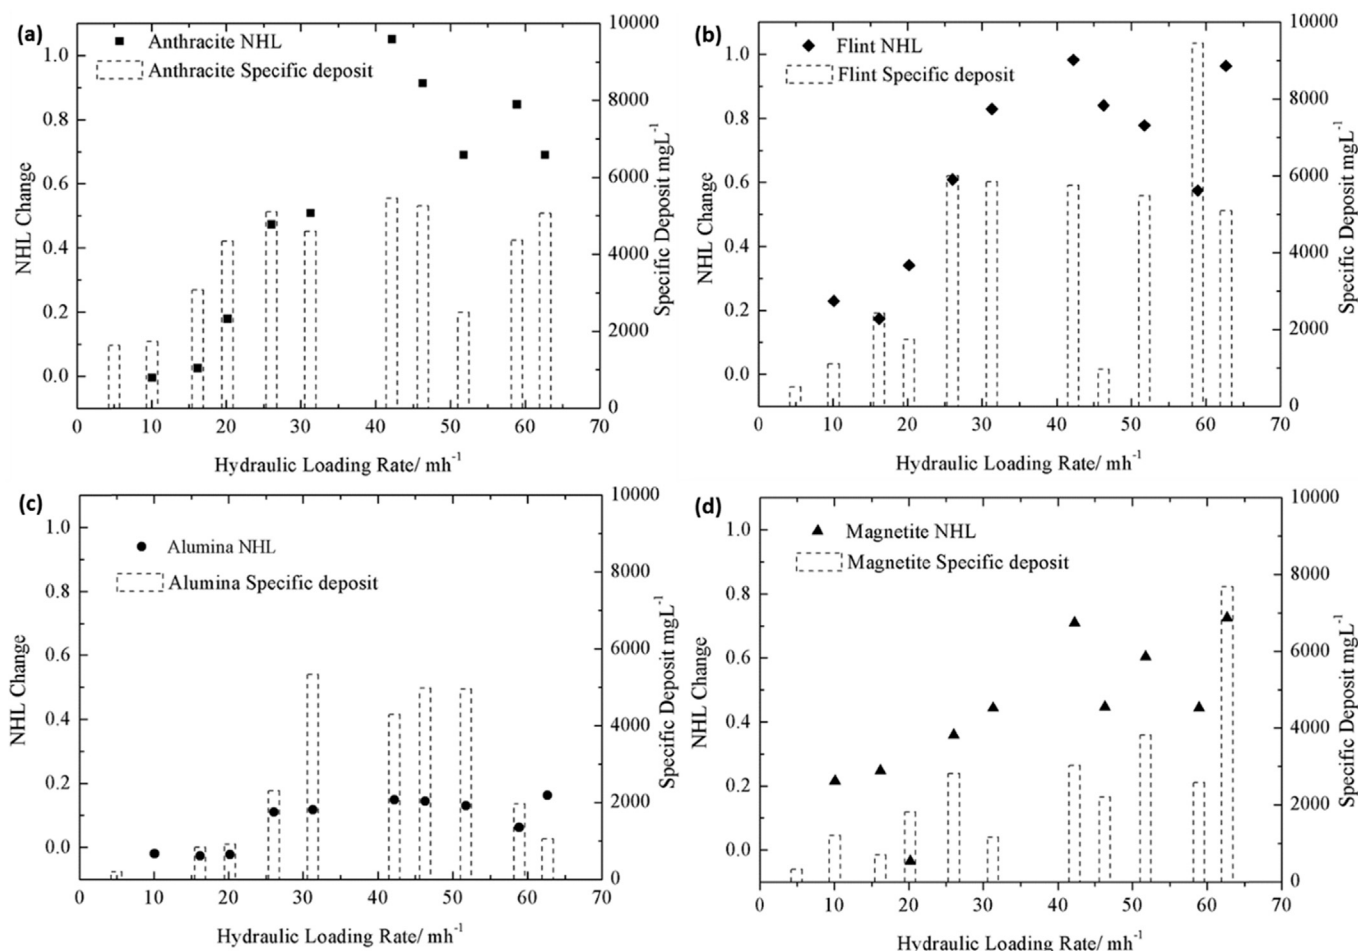 (a)
Anthracite NHL
Anthracite Specific deposit
NHL Change
1.0
0.8
0.6
0.4
0.2
0.0
10000
8000
6000
4000
2000
0
Specific Deposit mgL⁻¹
0 10 20 30 40 50 60 70
Hydraulic Loading Rate/ mh⁻¹
(b)
Flint NHL
Flint Specific deposit
NHL Change
1.0
0.8
0.6
0.4
0.2
0.0
10000
8000
6000
4000
2000
0
Specific Deposit mgL⁻¹
0 10 20 30 40 50 60 70
Hydraulic Loading Rate/ mh⁻¹
(c)
Alumina NHL
Alumina Specific deposit
NHL Change
1.0
0.8
0.6
0.4
0.2
0.0
10000
8000
6000
4000
2000
0
Specific Deposit mgL⁻¹
0 10 20 30 40 50 60 70
Hydraulic Loading Rate/ mh⁻¹
(d)
Magnetite NHL
Magnetite Specific deposit
NHL Change
1.0
0.8
0.6
0.4
0.2
0.0
10000
8000
6000
4000
2000
0
Specific Deposit mgL⁻¹
0 10 20 30 40 50 60 70
Hydraulic Loading Rate/ mh⁻¹